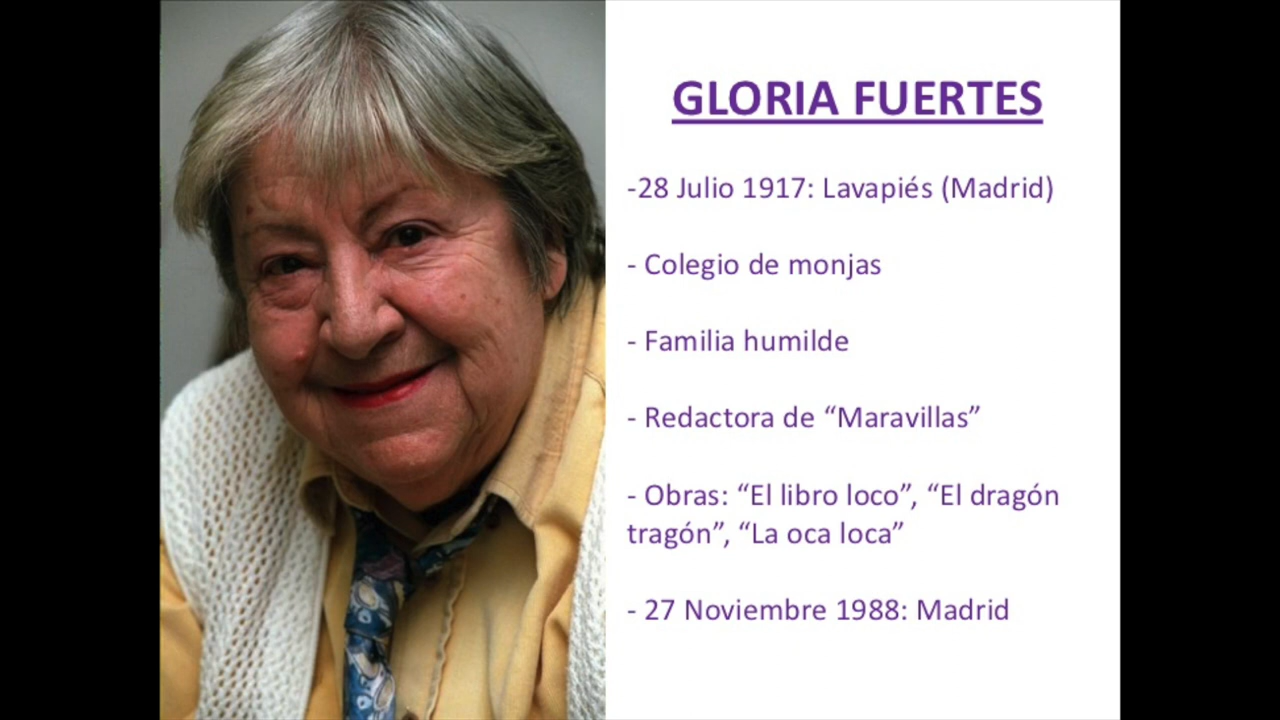 GLORIA FUERTES
-28 Julio 1917: Lavapiés (Madrid)
- Colegio de monjas
- Familia humilde
- Redactora de “Maravillas”
- Obras: “El libro loco”, “El dragón
tragón”, “La oca loca”
- 27 Noviembre 1988: Madrid